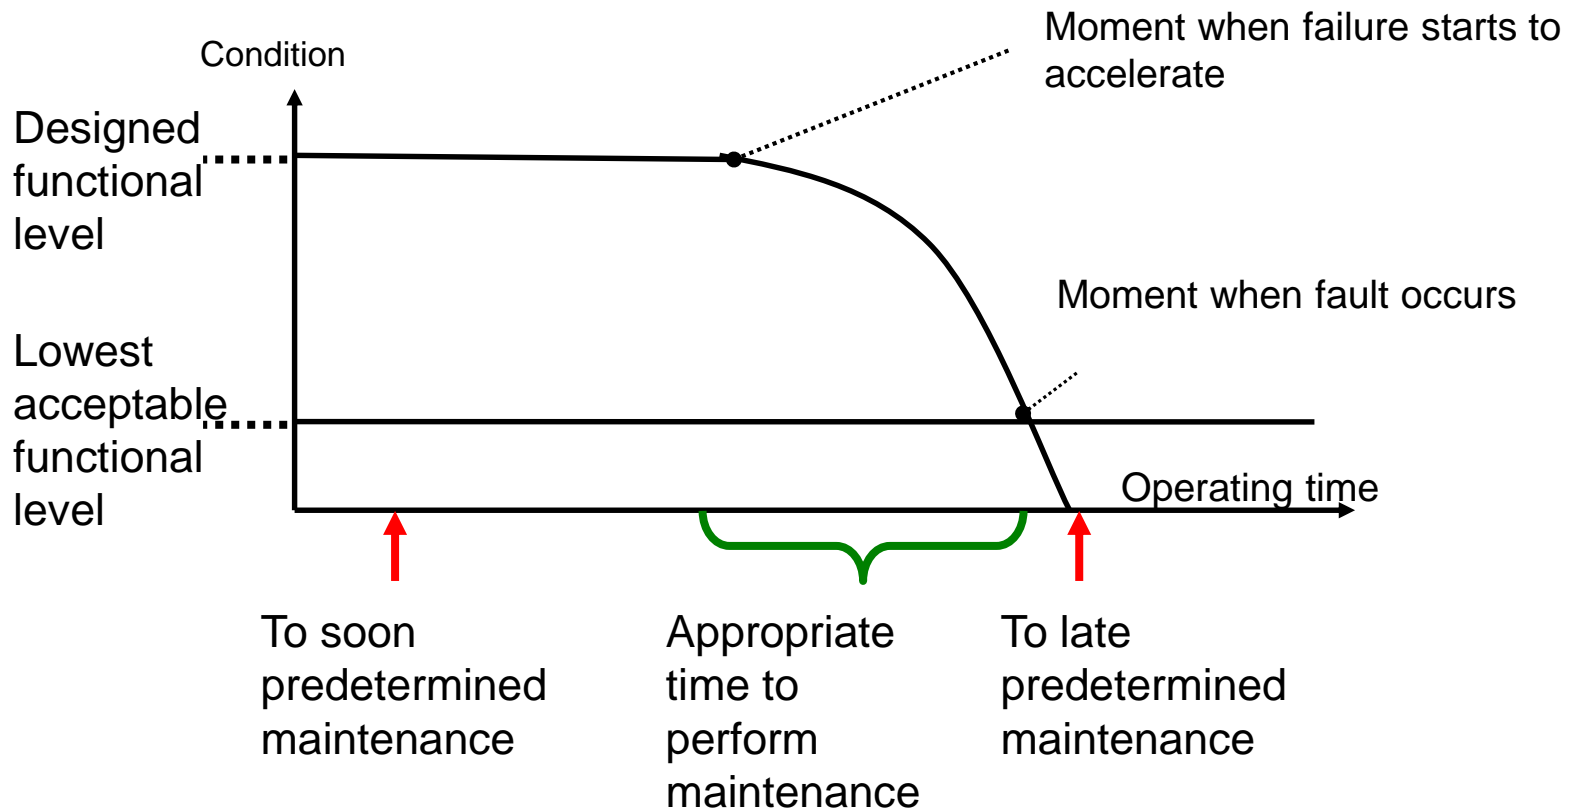 Condition
Moment when failure starts to
accelerate
Designed
functional
level
Moment when fault occurs
Lowest
acceptable
functional
level
Operating time
To soon
predetermined
maintenance
Appropriate
time to
perform
maintenance
To late
predetermined
maintenance